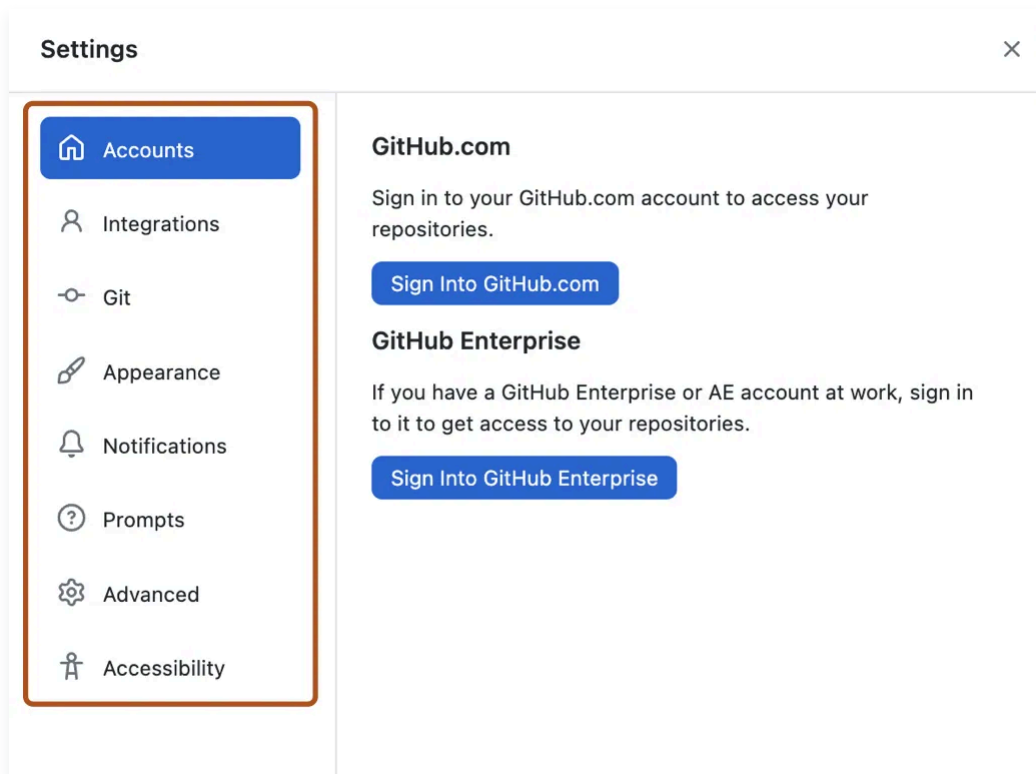 Settings
Accounts
Integrations
Git
Appearance
Notifications
Prompts
Advanced
Accessibility
GitHub.com
Sign in to your GitHub.com account to access your
repositories.
Sign Into GitHub.com
GitHub Enterprise
If you have a GitHub Enterprise or AE account at work, sign in
to it to get access to your repositories.
Sign Into GitHub Enterprise